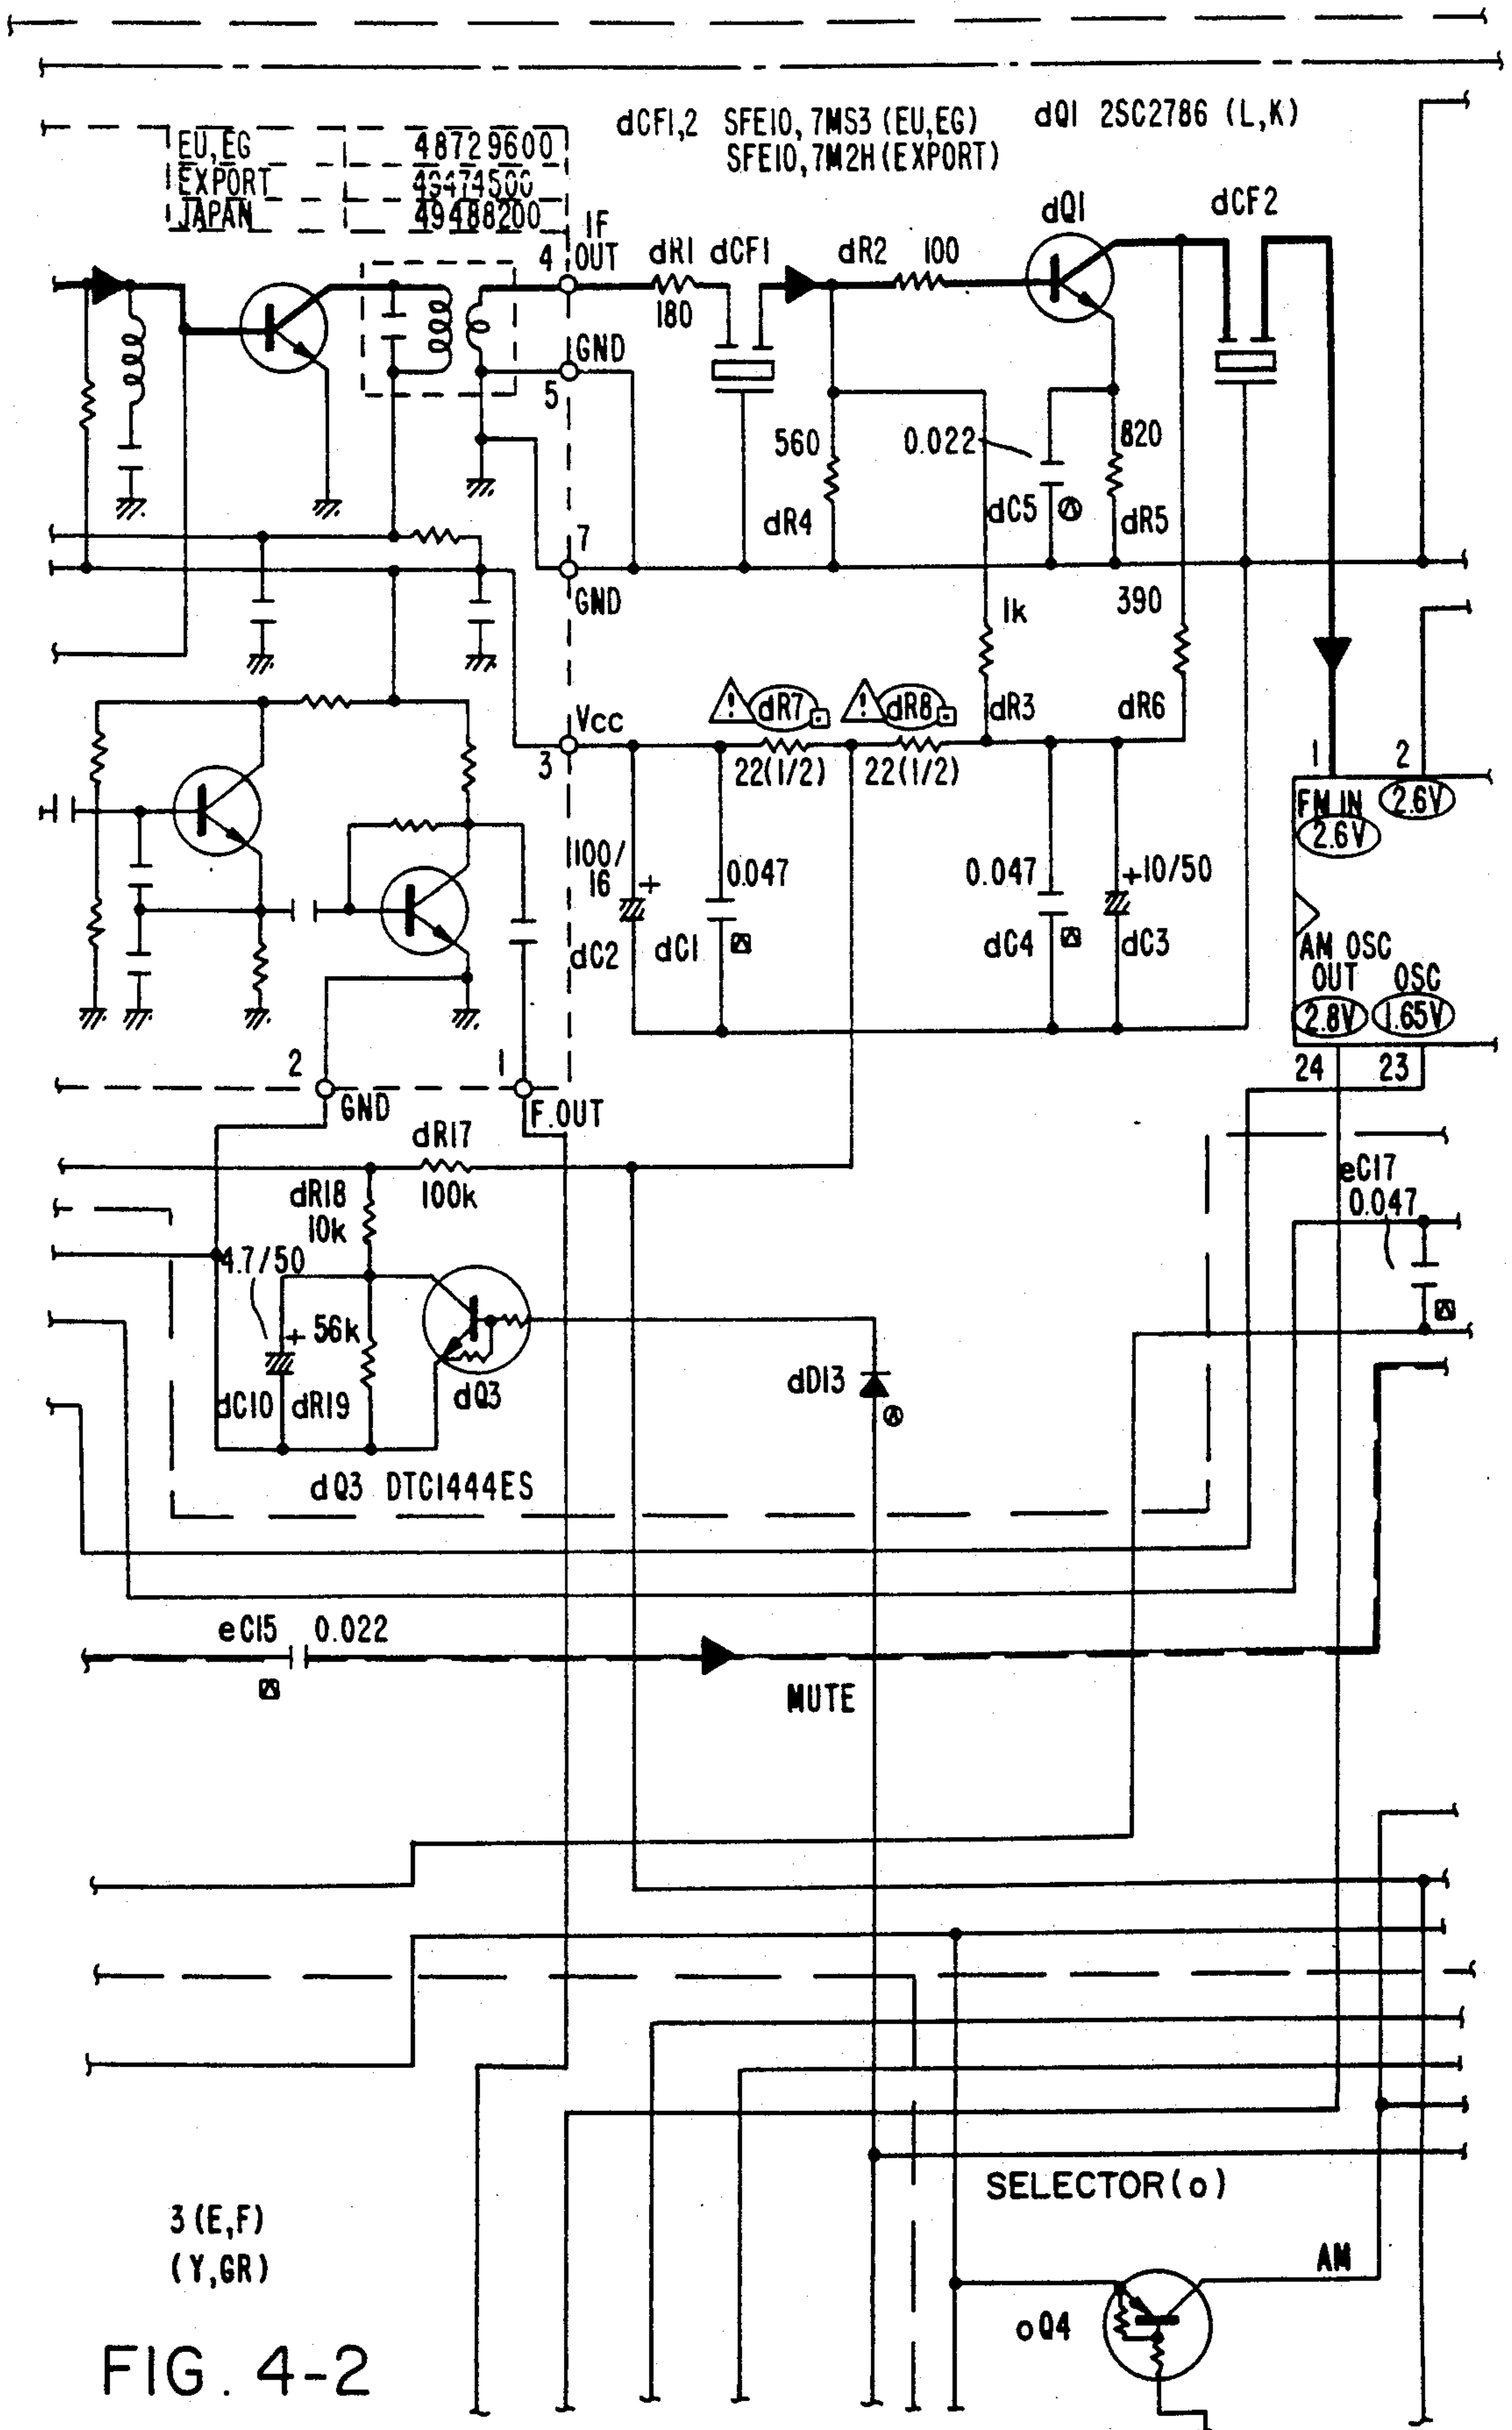 dCF1,2 SFE10,7MS3 (EU,EG) dQ1 2SC2786 (L,K)
SFE10,7M2H (EXPORT)
EU,EG 48729600
EXPORT
JAPAN 49488200
IF
4 OUT dR1 dCF1 dR2 100 dQ1 dCF2
180
GND
5
560 0.022 820
dR4 dC5 dR5
7
GND
1k 390
Vcc ! dR7 ! dR8 dR3 dR6
3 22(1/2) 22(1/2)
1 2
FM IN 2.6V
2.6V
100/
16 + 0.047 0.047 +10/50
dC2 dC1 dC4 dC3
AM OSC
OUT OSC
2.8V 1.65V
24 23
2 1
GND F.OUT
dR17
100k
dR18
10k
eC17
0.047
4.7/50
+ 56k
dC10 dR19 dQ3 dD13
dQ3 DTC1444ES
eC15 0.022
MUTE
SELECTOR(o)
3 (E,F)
(Y,GR)
AM
oQ4
FIG. 4-2